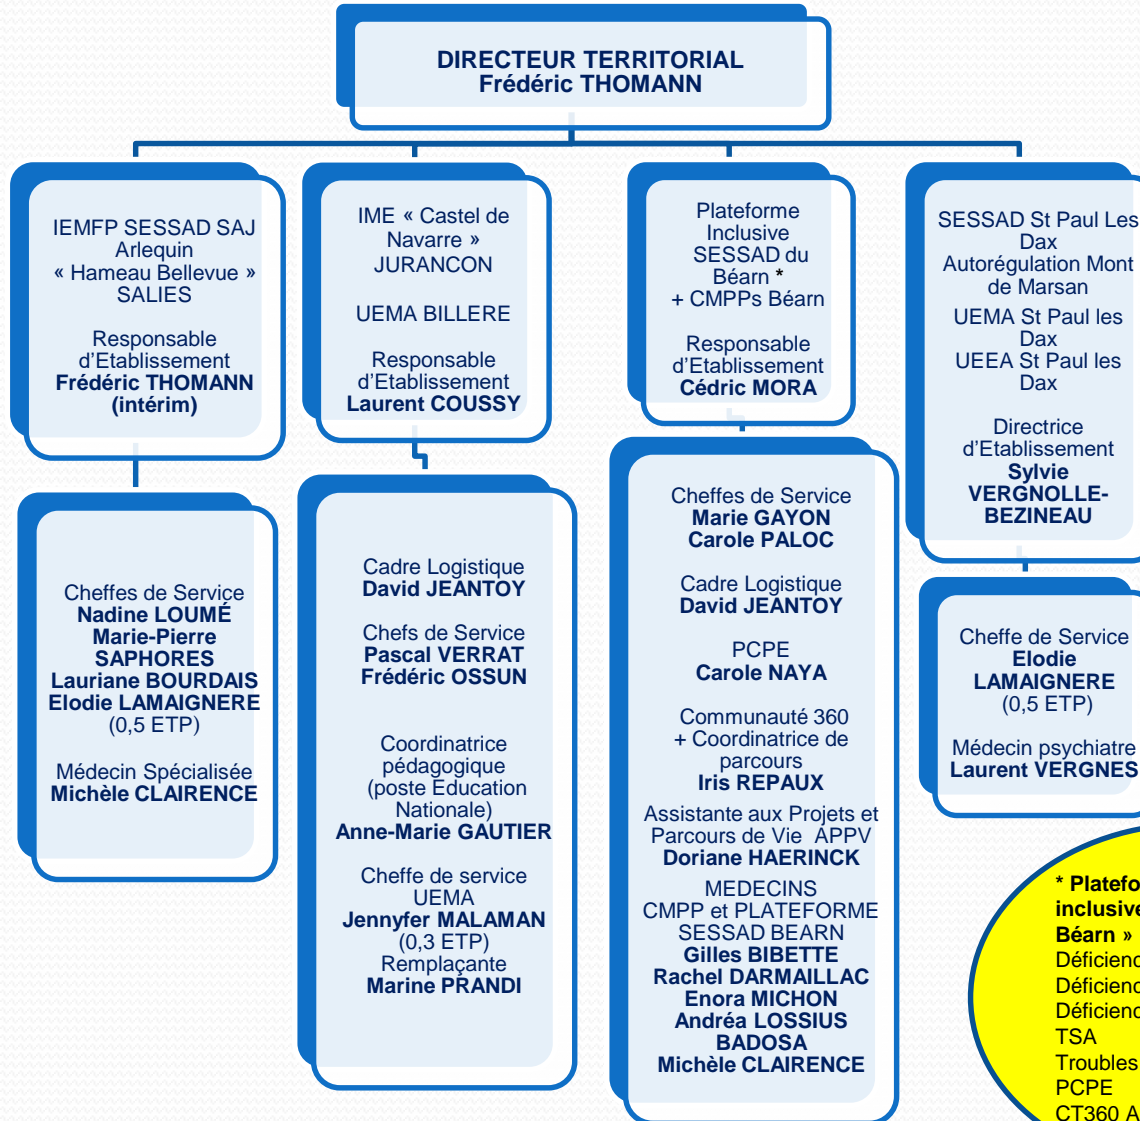 DIRECTEUR TERRITORIAL
Frédéric THOMANN
IEMFP SESSAD SAJ
Arlequin
« Hameau Bellevue »
SALIES
Responsable
d'Etablissement
Frédéric THOMANN
(intérim)
Cheffes de Service
Nadine LOUMÉ
Marie-Pierre
SAPHORES
Lauriane BOURDAIS
Elodie LAMAIGNERE
(0,5 ETP)
Médecin Spécialisée
Michèle CLAIRENCE
IME « Castel de
Navarre »
JURANCON
UEMA BILLERE
Responsable
d'Etablissement
Laurent COUSSY
Cadre Logistique
David JEANTOY
Chefs de Service
Pascal VERRAT
Frédéric OSSUN
Coordinatrice
pédagogique
(poste Education
Nationale)
Anne-Marie GAUTIER
Cheffe de service
UEMA
Jennyfer MALAMAN
(0,3 ETP)
Remplaçante
Marine PRANDI
Plateforme
Inclusive
SESSAD du
Béarn *
+ CMPPs Béarn
Responsable
d'Etablissement
Cédric MORA
Cheffes de Service
Marie GAYON
Carole PALOC
Cadre Logistique
David JEANTOY
PCPE
Carole NAYA
Communauté 360
+ Coordinatrice de
parcours
Iris REPAUX
Assistante aux Projets et
Parcours de Vie APPV
Doriane HAERINCK
MEDECINS
CMPP et PLATEFORME
SESSAD BEARN
Gilles BIBETTE
Rachel DARMAILLAC
Enora MICHON
Andréa LOSSIUS
BADOSA
Michèle CLAIRENCE
SESSAD St Paul Les
Dax
Autorégulation Mont
de Marsan
UEMA St Paul les
Dax
UEEA St Paul les
Dax
Directrice
d'Etablissement
Sylvie
VERGNOLLE-
BEZINEAU
Cheffe de Service
Elodie
LAMAIGNERE
(0,5 ETP)
Médecin psychiatre
Laurent VERGNES
* Platefo
inclusive
Béarn »
Déficienc
Déficienc
Déficienc
TSA
Troubles
PCPE
CT360 A